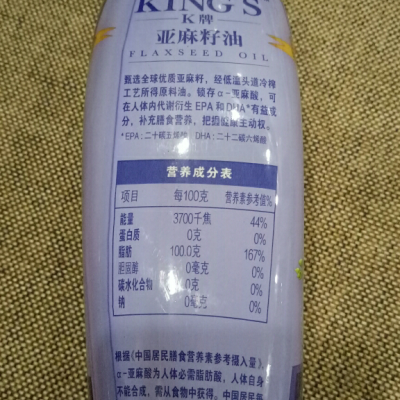 KING'S
K牌
亚麻籽油
FLAXSEED OIL
甄选全球优质亚麻籽，经低温头道冷榨
工艺所得原料油。锁存α-亚麻酸，可
在人体内代谢衍生EPA和DHA*有益成
分，补充膳食营养，把握健康主动权。
*EPA：二十碳五烯酸 DHA：二十二碳六烯酸
营养成分表
项目 每100克 营养素参考值%
能量 3700千焦 44%
蛋白质 0克 0%
脂肪 100.0克 167%
胆固醇 0毫克 0%
碳水化合物 0克 0%
钠 0毫克 0%
根据《中国居民膳食营养素参考摄入量》，
α-亚麻酸为人体必需脂肪酸，人体自身
不能合成，需从食物中获得。中国居民每